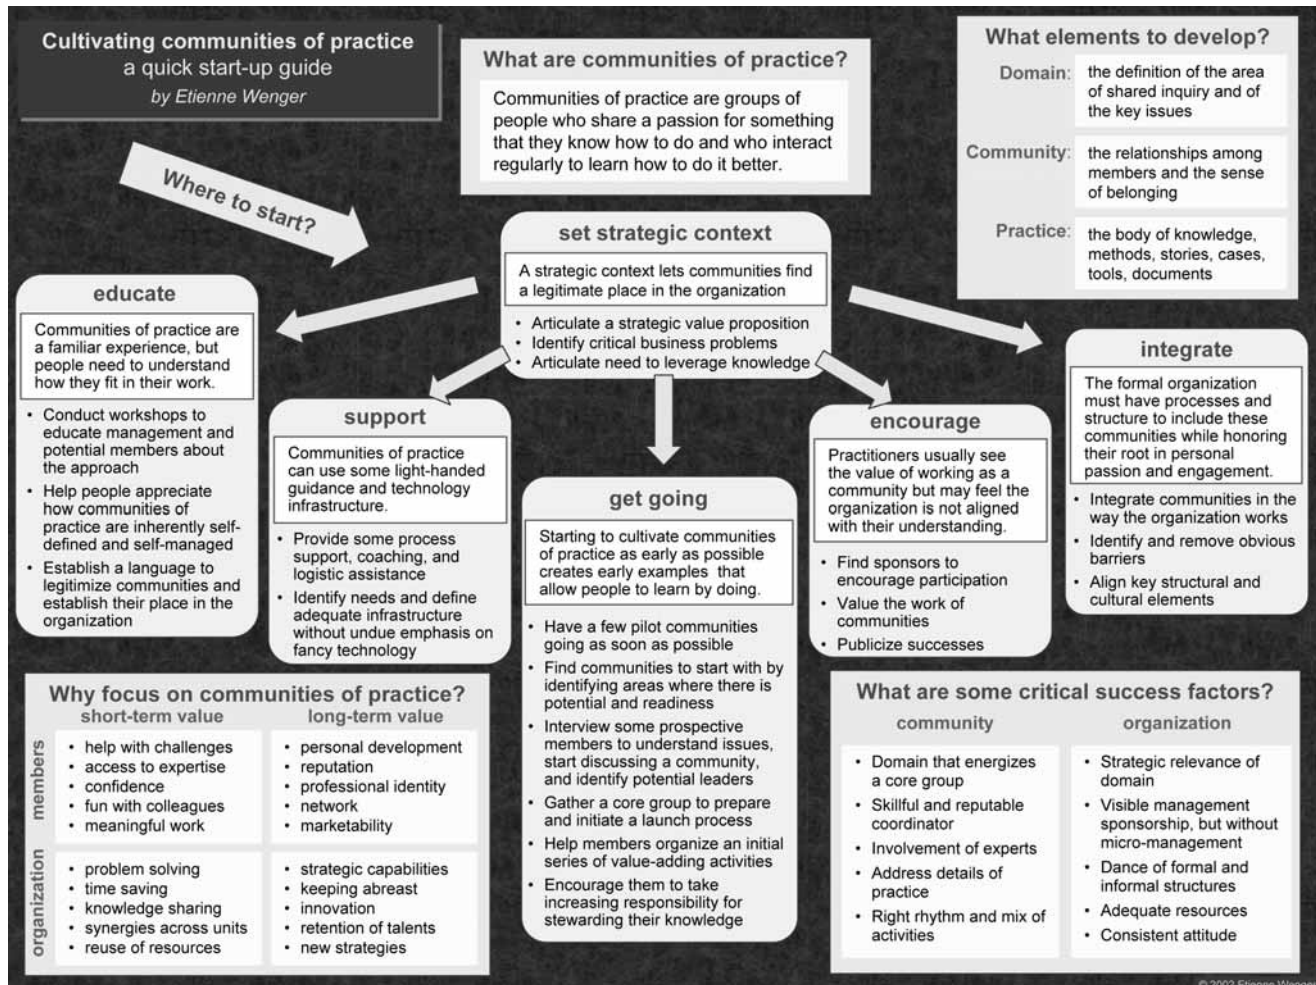 Cultivating communities of practice
a quick start-up guide
by Etienne Wenger
What are communities of practice?
Communities of practice are groups of
people who share a passion for something
that they know how to do and who interact
regularly to learn how to do it better.
What elements to develop?
Domain: the definition of the area
of shared inquiry and of
the key issues
Community: the relationships among
members and the sense
of belonging
Practice: the body of knowledge,
methods, stories, cases,
tools, documents
Where to start?
set strategic context
A strategic context lets communities find
a legitimate place in the organization
• Articulate a strategic value proposition
• Identify critical business problems
• Articulate need to leverage knowledge
educate
Communities of practice are
a familiar experience, but
people need to understand
how they fit in their work.
• Conduct workshops to
educate management and
potential members about
the approach
• Help people appreciate
how communities of
practice are inherently self-
defined and self-managed
• Establish a language to
legitimize communities and
establish their place in the
organization
support
Communities of practice
can use some light-handed
guidance and technology
infrastructure.
• Provide some process
support, coaching, and
logistic assistance
• Identify needs and define
adequate infrastructure
without undue emphasis on
fancy technology
get going
Starting to cultivate communities
of practice as early as possible
creates early examples that
allow people to learn by doing.
• Have a few pilot communities
going as soon as possible
• Find communities to start with by
identifying areas where there is
potential and readiness
• Interview some prospective
members to understand issues,
start discussing a community,
and identify potential leaders
• Gather a core group to prepare
and initiate a launch process
• Help members organize an initial
series of value-adding activities
• Encourage them to take
increasing responsibility for
stewarding their knowledge
encourage
Practitioners usually see
the value of working as a
community but may feel the
organization is not aligned
with their understanding.
• Find sponsors to
encourage participation
• Value the work of
communities
• Publicize successes
integrate
The formal organization
must have processes and
structure to include these
communities while honoring
their root in personal
passion and engagement.
• Integrate communities in the
way the organization works
• Identify and remove obvious
barriers
• Align key structural and
cultural elements
Why focus on communities of practice?
short-term value
long-term value
members
• help with challenges
• access to expertise
• confidence
• fun with colleagues
• meaningful work
• personal development
• reputation
• professional identity
• network
• marketability
organization
• problem solving
• time saving
• knowledge sharing
• synergies across units
• reuse of resources
• strategic capabilities
• keeping abreast
• innovation
• retention of talents
• new strategies
What are some critical success factors?
community
• Domain that energizes
a core group
• Skillful and reputable
coordinator
• Involvement of experts
• Address details of
practice
• Right rhythm and mix of
activities
organization
• Strategic relevance of
domain
• Visible management
sponsorship, but without
micro-management
• Dance of formal and
informal structures
• Adequate resources
• Consistent attitude
© 2002 Etienne Wenger